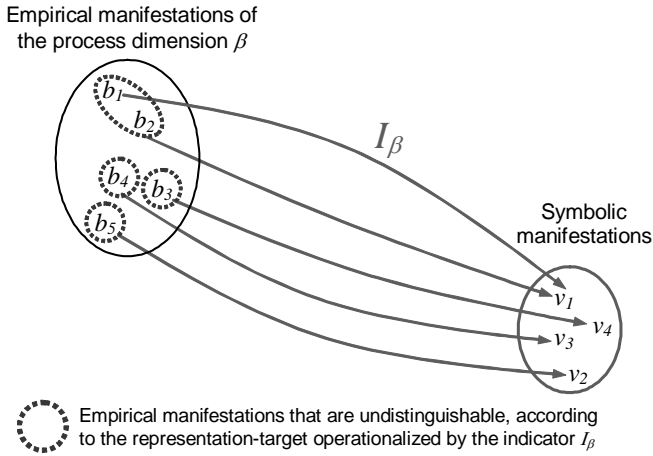 Empirical manifestations of
the process dimension β
b1
b2
b4
b3
b5
Iβ
Symbolic
manifestations
v1
v4
v3
v2
Empirical manifestations that are undistinguishable, according
to the representation-target operationalized by the indicator Iβ